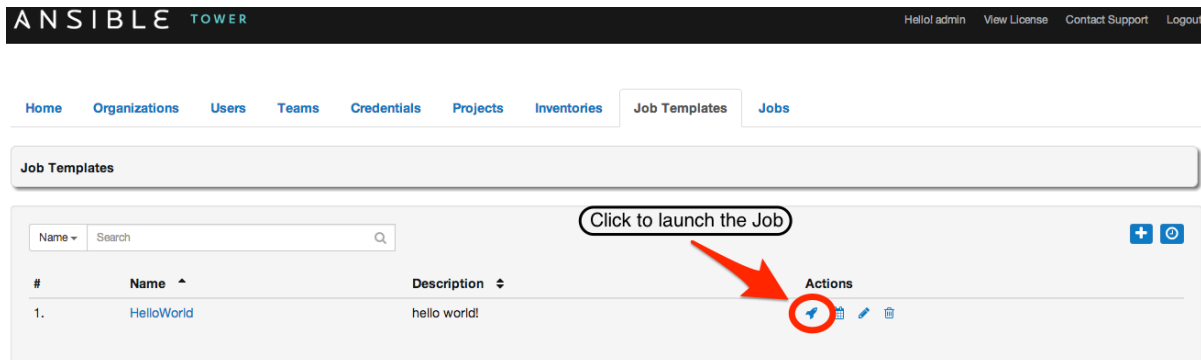 ANSIBLE TOWER Hello! admin View License Contact Support Logout
Home Organizations Users Teams Credentials Projects Inventories Job Templates Jobs
Job Templates
Click to launch the Job
Name Search
# Name Description Actions
1. HelloWorld hello world!